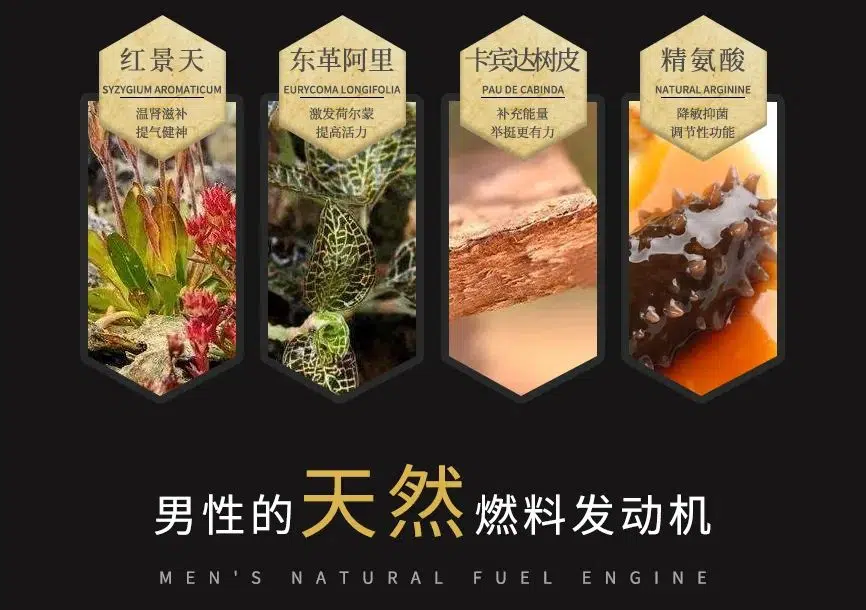 红景天
SYZYGIUM AROMATICUM
温肾滋补
提气健神
东革阿里
EURYCOMA LONGIFOLIA
激发荷尔蒙
提高活力
卡宾达树皮
PAU DE CABINDA
补充能量
举挺更有力
精氨酸
NATURAL ARGININE
降敏抑菌
调节性功能
男性的天然燃料发动机
MEN'S NATURAL FUEL ENGINE